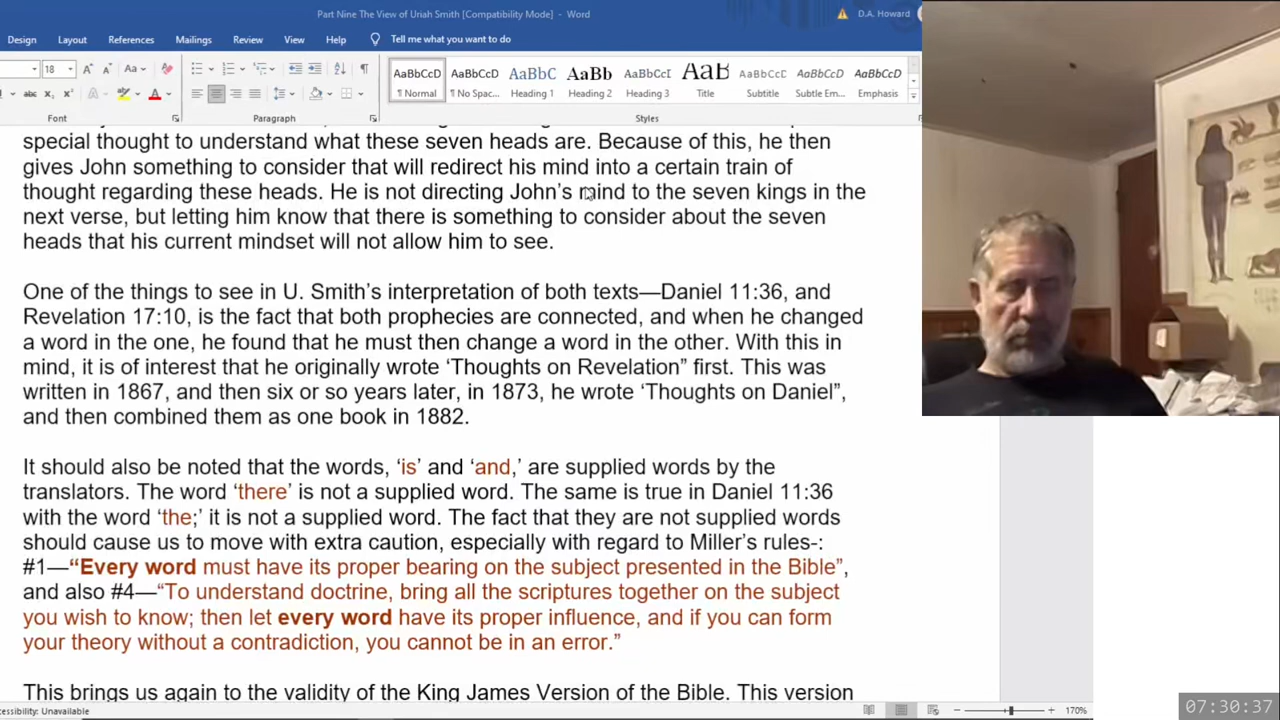 Part Nine The View of Uriah Smith [Compatibility Mode] - Word
D.A. Howard
Design Layout References Mailings Review View Help Tell me what you want to do
18 Aa AaBbCcD AaBbCcD AaBbC AaBb AaBbCcI AaB AaBbCcD AaBbCcD AaBbCcD
abc x x A A ¶ Normal ¶ No Spac... Heading 1 Heading 2 Heading 3 Title Subtitle Subtle Em... Emphasis
Font Paragraph Styles
special thought to understand what these seven heads are. Because of this, he then
gives John something to consider that will redirect his mind into a certain train of
thought regarding these heads. He is not directing John's mind to the seven kings in the
next verse, but letting him know that there is something to consider about the seven
heads that his current mindset will not allow him to see.
One of the things to see in U. Smith's interpretation of both texts—Daniel 11:36, and
Revelation 17:10, is the fact that both prophecies are connected, and when he changed
a word in the one, he found that he must then change a word in the other. With this in
mind, it is of interest that he originally wrote 'Thoughts on Revelation” first. This was
written in 1867, and then six or so years later, in 1873, he wrote 'Thoughts on Daniel”,
and then combined them as one book in 1882.
It should also be noted that the words, 'is' and 'and,' are supplied words by the
translators. The word 'there' is not a supplied word. The same is true in Daniel 11:36
with the word 'the;' it is not a supplied word. The fact that they are not supplied words
should cause us to move with extra caution, especially with regard to Miller's rules-:
#1—“Every word must have its proper bearing on the subject presented in the Bible”,
and also #4—“To understand doctrine, bring all the scriptures together on the subject
you wish to know; then let every word have its proper influence, and if you can form
your theory without a contradiction, you cannot be in an error.”
This brings us again to the validity of the King James Version of the Bible. This version
cessibility: Unavailable
170%
07:30:37